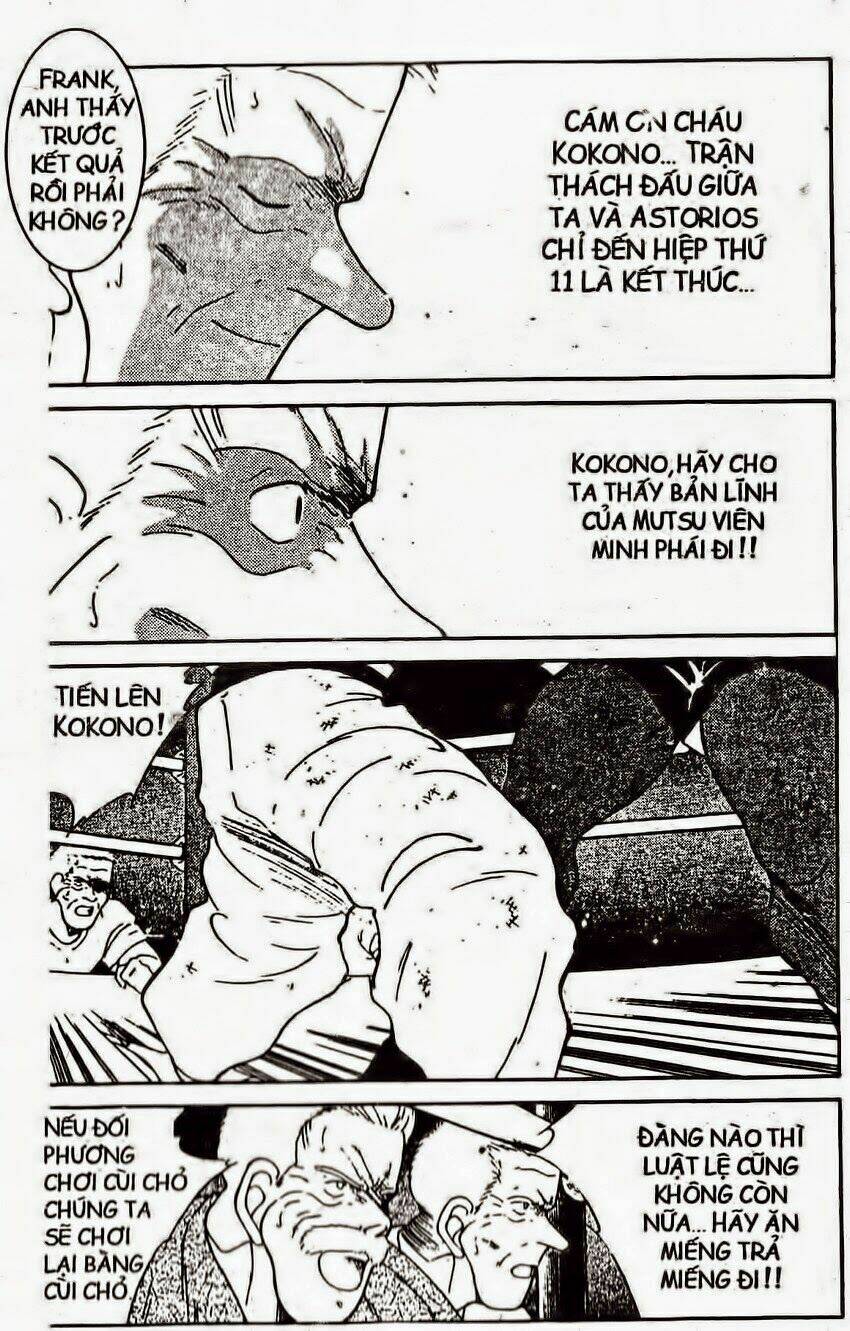 FRANK,
ANH THẤY
TRƯỚC
KẾT QUẢ
RỒI PHẢI
KHÔNG?
CÁM ƠN CHÁU
KOKONO... TRẬN
THÁCH ĐẤU GIỮA
TA VÀ ASTORIOS
CHỈ ĐẾN HIỆP THỨ
11 LÀ KẾT THÚC...
KOKONO, HÃY CHO
TA THẤY BẢN LĨNH
CỦA MUTSU VIÊN
MINH PHÁI ĐI!!
TIẾN LÊN
KOKONO!
NẾU ĐỐI
PHƯƠNG
CHƠI CÙI CHỎ
CHÚNG TA
SẼ CHƠI
LẠI BẰNG
CÙI CHỎ.
ĐÀNG NÀO THÌ
LUẬT LỆ CŨNG
KHÔNG CÒN
NỮA... HÃY ĂN
MIẾNG TRẢ
MIẾNG ĐI!!